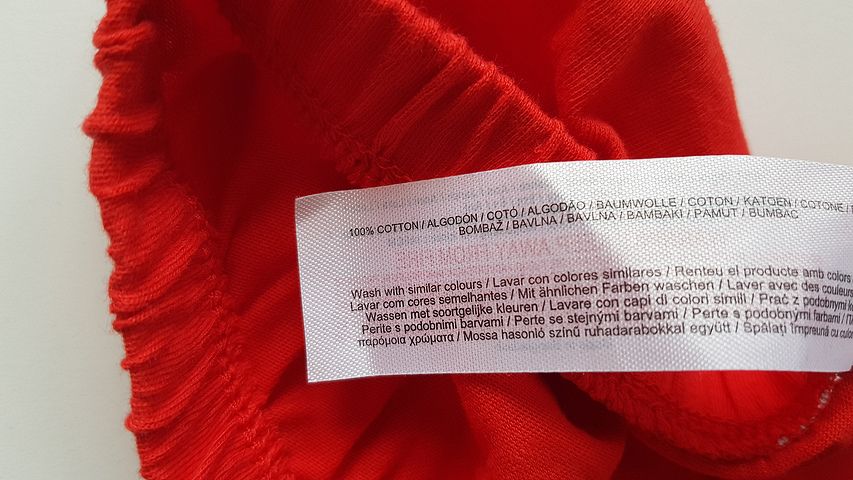 100% COTTON / ALGODÓN / COTÓ / ALGODÃO / BAUMWOLLE / COTON / KATOEN / COTONE /
BOMBAŽ / BAVLNA / BAVLNA / BAMBAKI / PAMUT / BUMBAC
Wash with similar colours / Lavar con colores similares / Renteu el producte amb colors
Lavar com cores semelhantes / Mit ähnlichen Farben waschen / Laver avec des couleurs
Wassen met soortgelijke kleuren / Lavare con capi di colori simili / Prać z podobnymi
Perite s podobnimi barvami / Perte se stejnými barvami / Perte s podobnými farbami /
παρόμοια χρώματα / Mossa hasonló színű ruhadarabokkal együtt / Spălaţi împreună cu